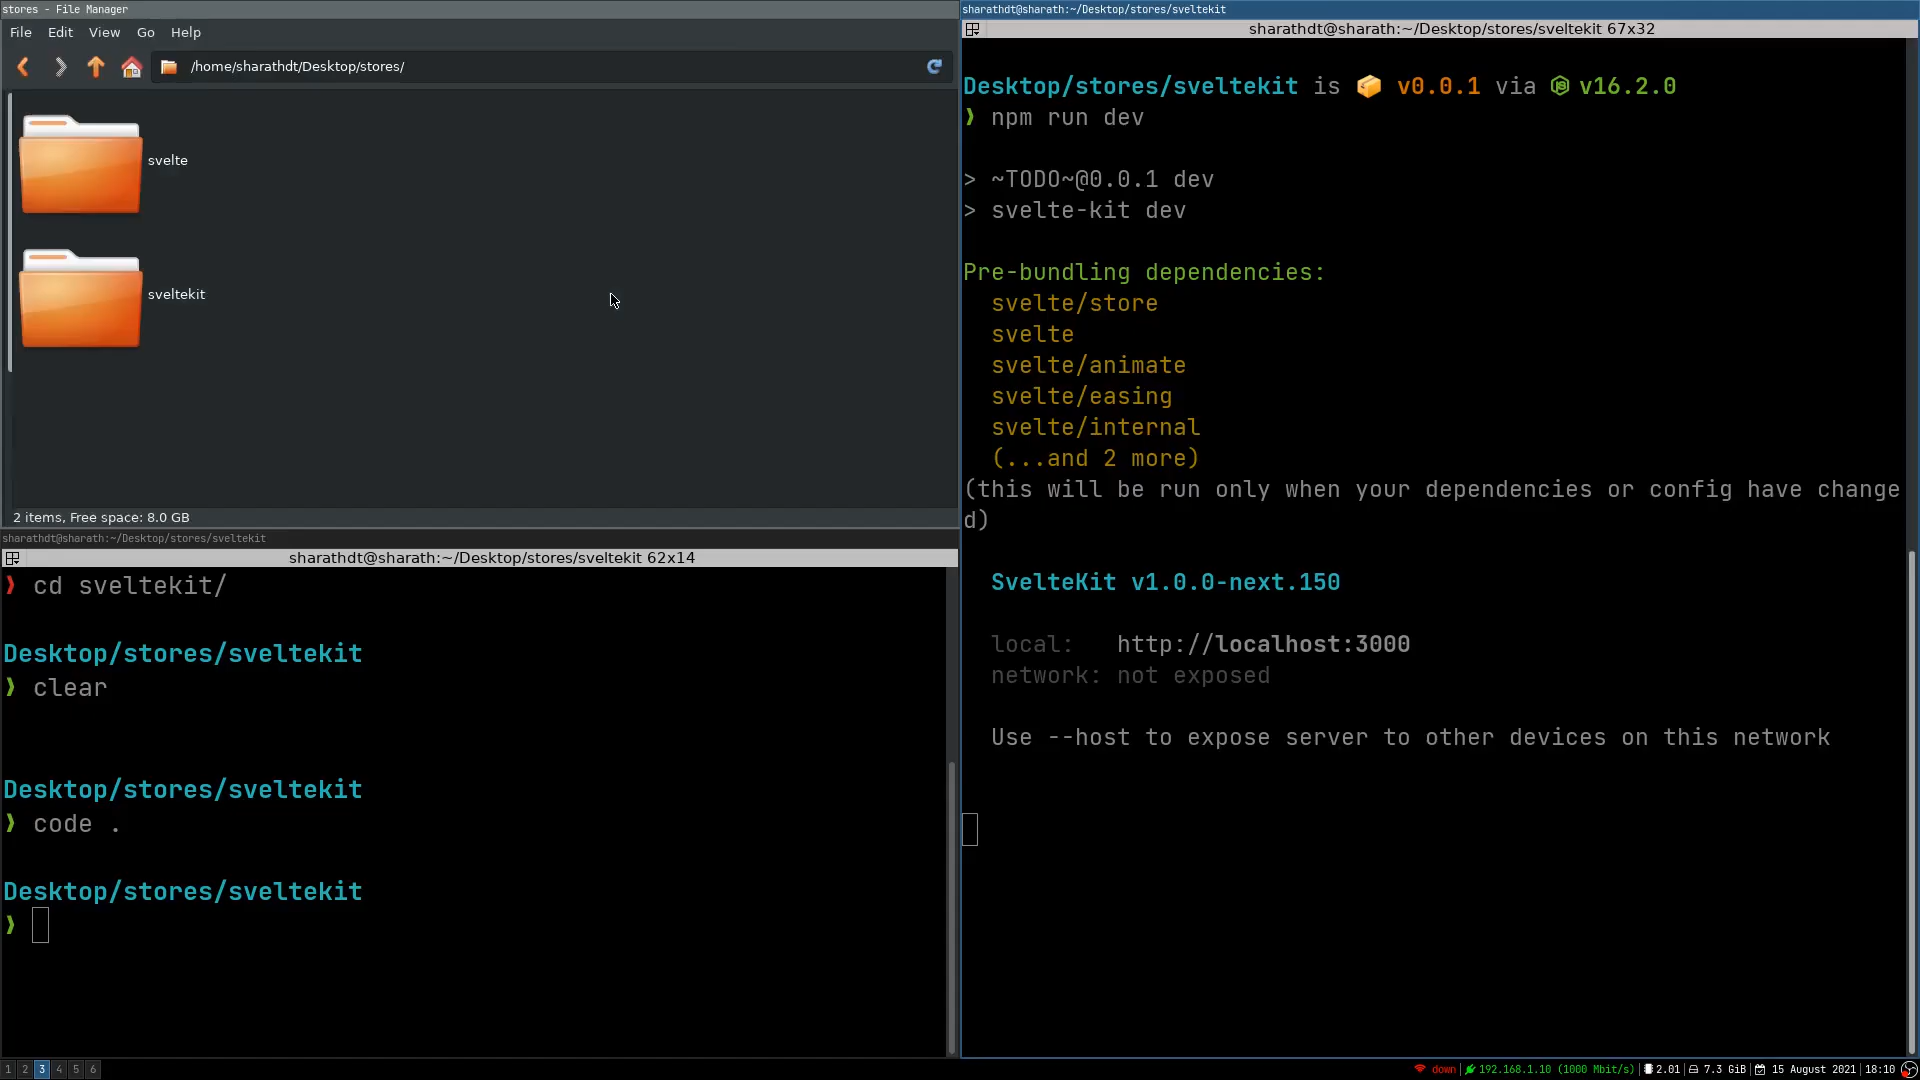 stores - File Manager
File Edit View Go Help
/home/sharathdt/Desktop/stores/
svelte
sveltekit
2 items, Free space: 8.0 GB
sharathdt@sharath:~/Desktop/stores/sveltekit
sharathdt@sharath:~/Desktop/stores/sveltekit 62x14
❯ cd sveltekit/
Desktop/stores/sveltekit
❯ clear
Desktop/stores/sveltekit
❯ code .
Desktop/stores/sveltekit
❯
sharathdt@sharath:~/Desktop/stores/sveltekit
sharathdt@sharath:~/Desktop/stores/sveltekit 67x32
Desktop/stores/sveltekit is 📦 v0.0.1 via v16.2.0
❯ npm run dev
> ~TODO~@0.0.1 dev
> svelte-kit dev
Pre-bundling dependencies:
svelte/store
svelte
svelte/animate
svelte/easing
svelte/internal
(...and 2 more)
(this will be run only when your dependencies or config have change
d)
SvelteKit v1.0.0-next.150
local: http://localhost:3000
network: not exposed
Use --host to expose server to other devices on this network
1 2 3 4 5 6
down | 192.168.1.10 (1000 Mbit/s) | 2.01 | 7.3 GiB | 15 August 2021 | 18:10